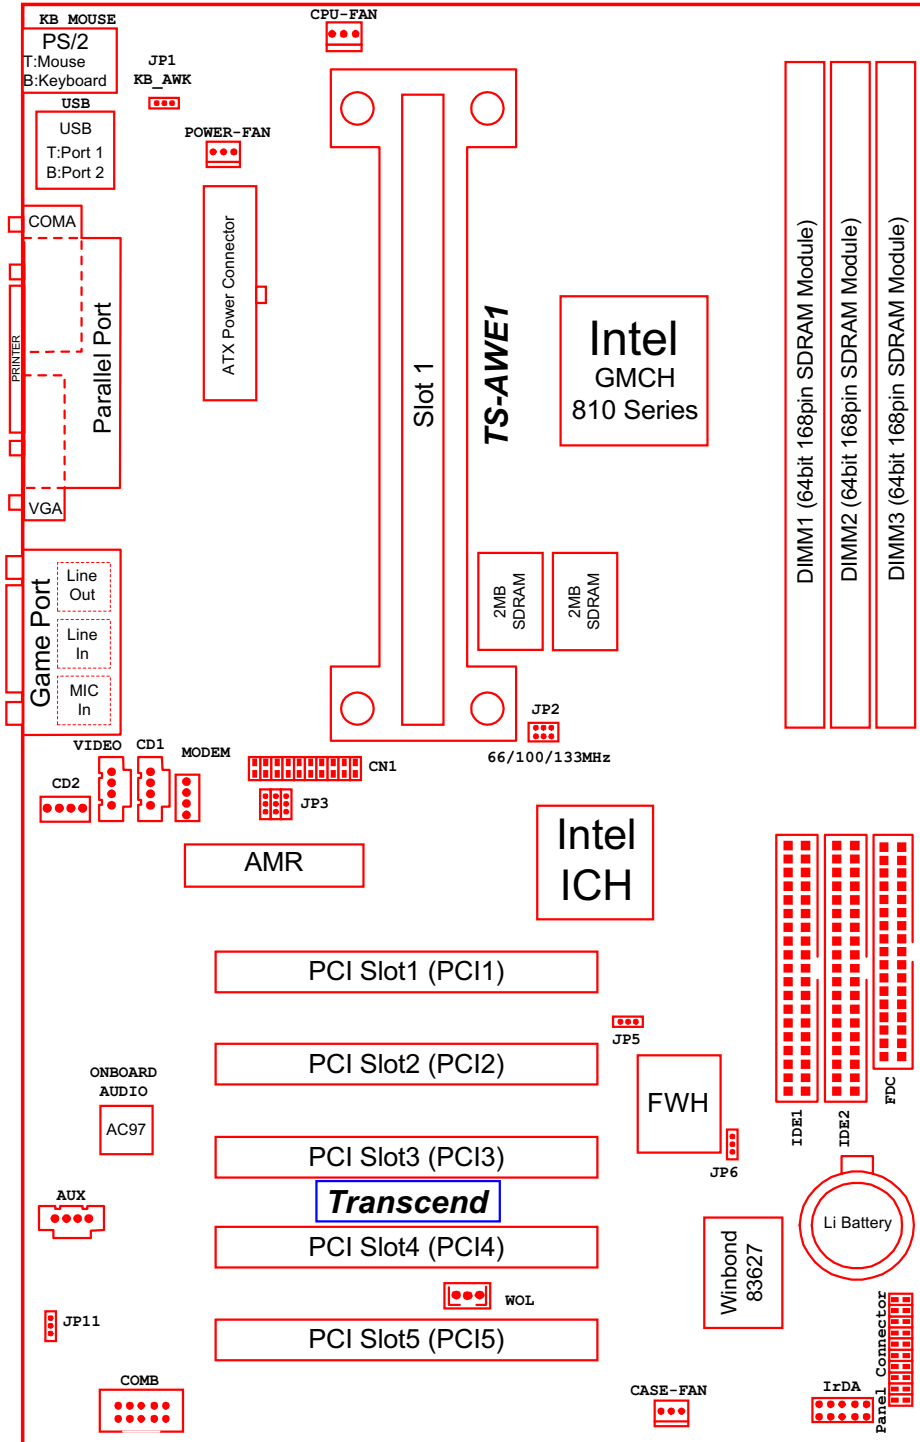 KB MOUSE
PS/2
T:Mouse
B:Keyboard
CPU-FAN
JP1
KB_AWK
USB
USB
T:Port 1
B:Port 2
POWER-FAN
COMA
ATX Power Connector
PRINTER
Parallel Port
VGA
Slot 1
TS-AWE1
Intel
GMCH
810 Series
DIMM1 (64bit 168pin SDRAM Module)
DIMM2 (64bit 168pin SDRAM Module)
DIMM3 (64bit 168pin SDRAM Module)
Game Port
Line
Out
Line
In
MIC
In
2MB
SDRAM
2MB
SDRAM
JP2
66/100/133MHz
VIDEO
CD1
MODEM
CD2
CN1
JP3
AMR
Intel
ICH
PCI Slot1 (PCI1)
JP5
PCI Slot2 (PCI2)
ONBOARD
AUDIO
AC97
FWH
JP6
IDE1
IDE2
FDC
PCI Slot3 (PCI3)
Transcend
AUX
PCI Slot4 (PCI4)
Li Battery
Winbond
83627
WOL
JP11
PCI Slot5 (PCI5)
Panel Connector
COMB
CASE-FAN
IrDA